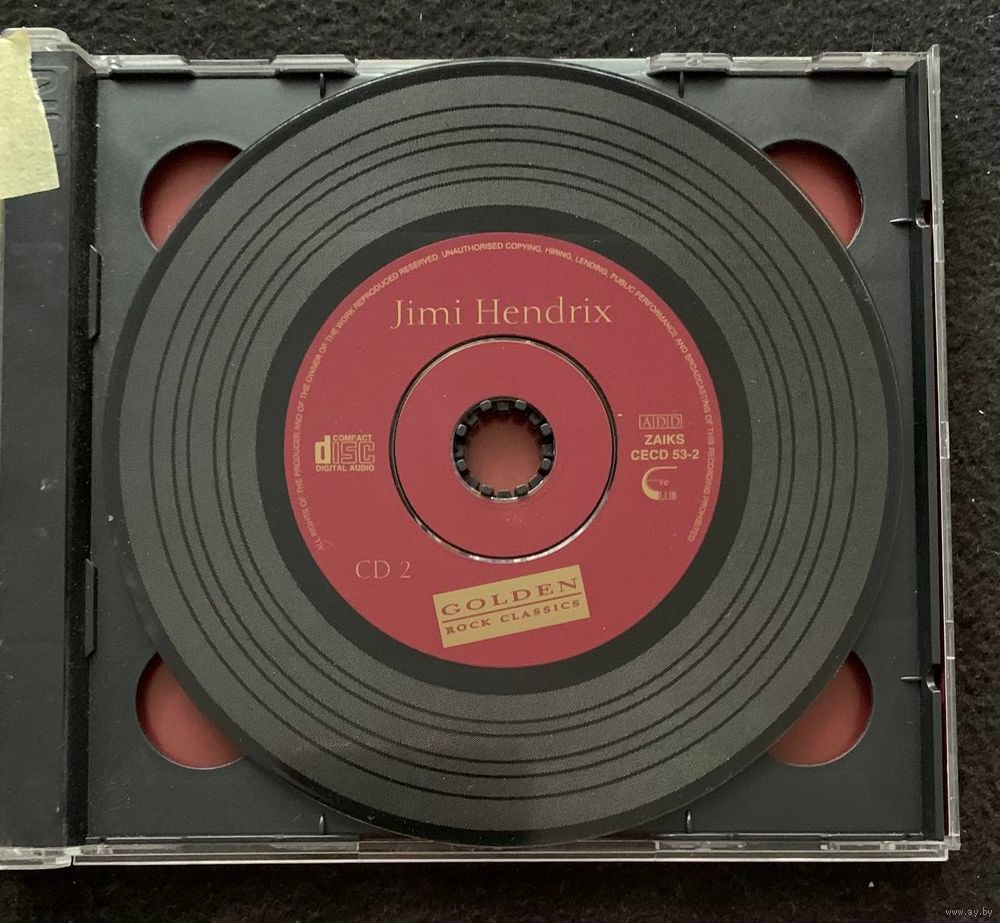 ALL RIGHTS OF THE PRODUCER AND OF THE OWNER OF THE WORK REPRODUCED RESERVED. UNAUTHORISED COPYING, HIRING, LENDING, PUBLIC PERFORMANCE AND BROADCASTING OF THIS RECORDING PROHIBITED.
Jimi Hendrix
COMPACT
disc
DIGITAL AUDIO
ADD
ZAIKS
CECD 53-2
CD 2
GOLDEN
ROCK CLASSICS
www.ay.by